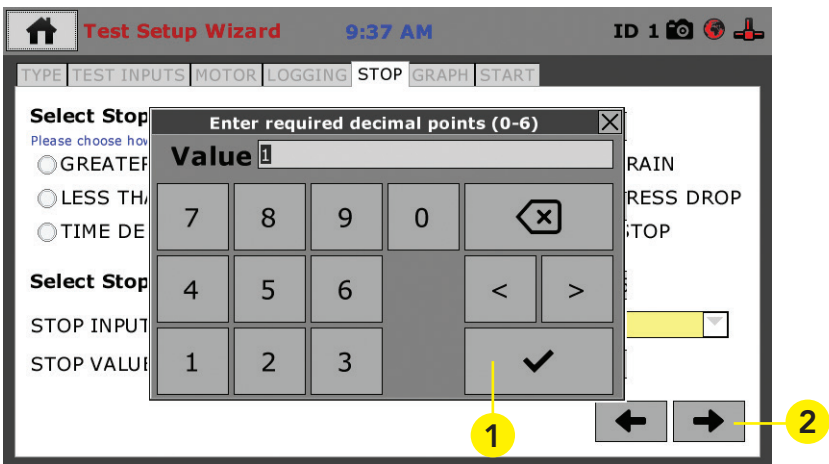 Test Setup Wizard 9:37 AM ID 1
TYPE TEST INPUTS MOTOR LOGGING STOP GRAPH START
Select Stop
Enter required decimal points (0-6)
Please choose how
Value 1
GREATER
RAIN
LESS TH
RESS DROP
TIME DE
TOP
7 8 9 0
Select Stop
4 5 6 < >
STOP INPUT
STOP VALUE
1 2 3
1
2